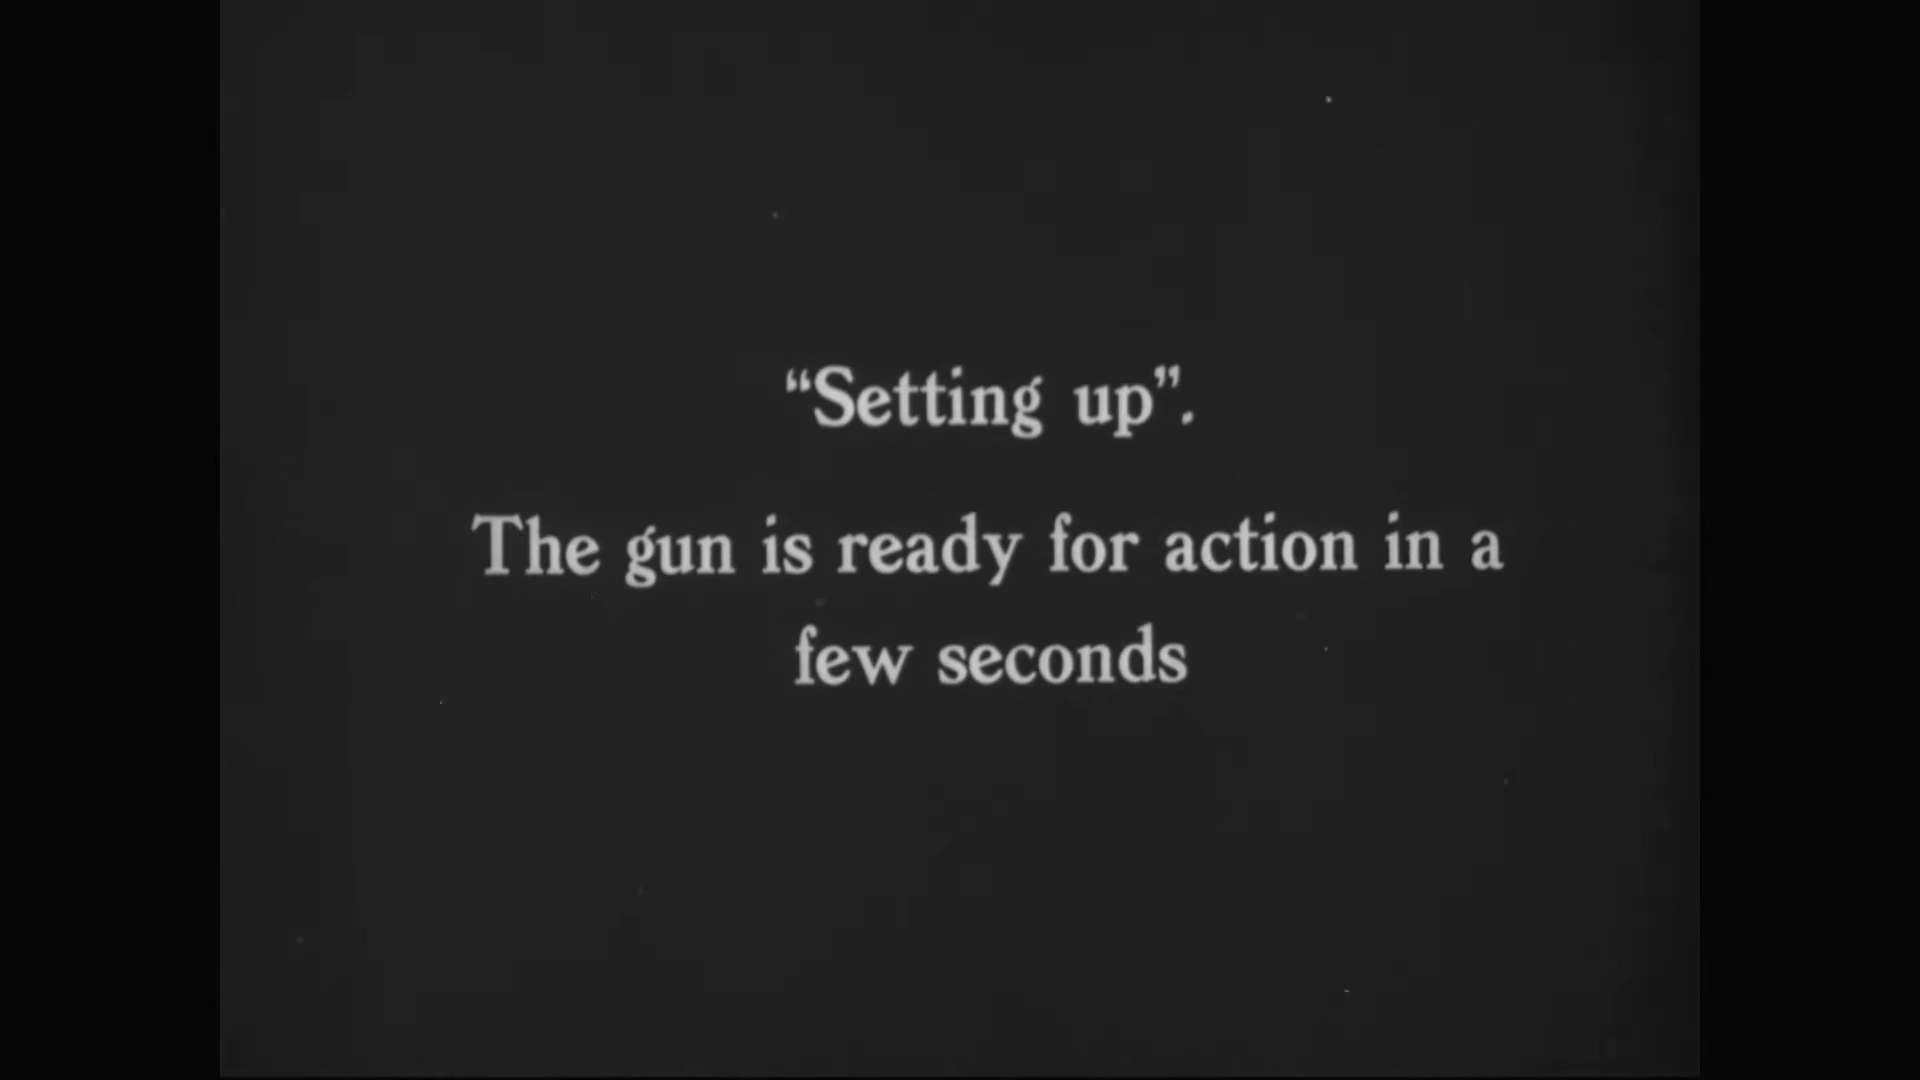 “Setting up”.
The gun is ready for action in a
few seconds